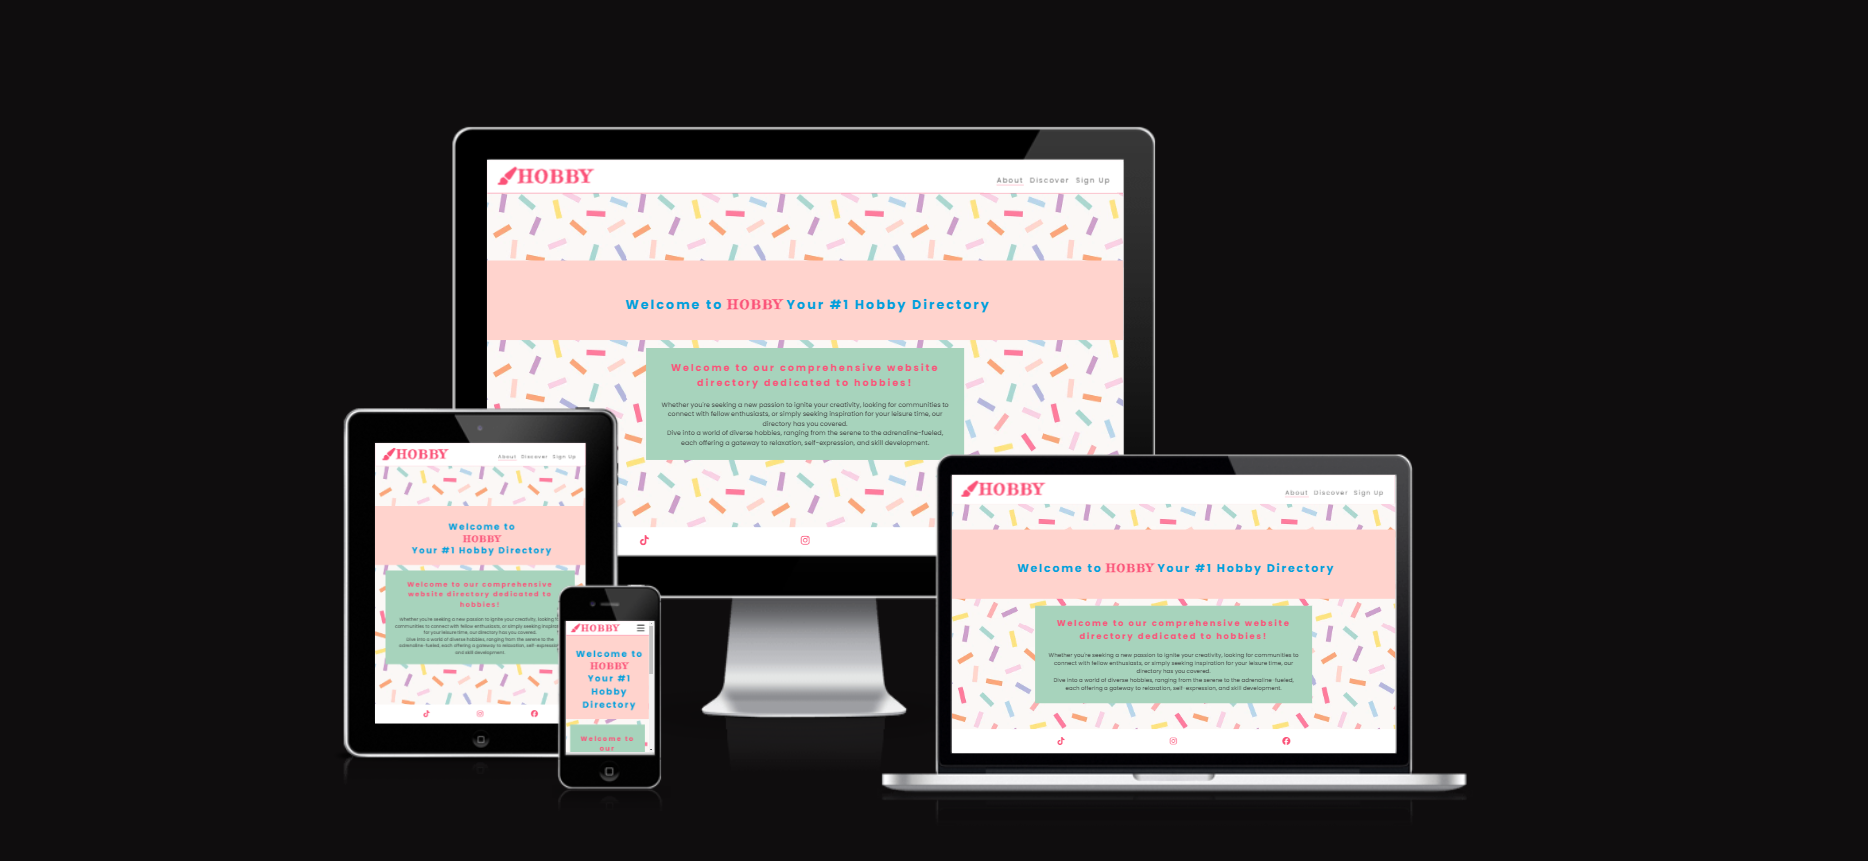 HOBBY
About Discover Sign Up
Welcome to HOBBY Your #1 Hobby Directory
Welcome to our comprehensive website
directory dedicated to hobbies!
Whether you're seeking a new passion to ignite your creativity, looking for communities to
connect with fellow enthusiasts, or simply seeking inspiration for your leisure time, our
directory has you covered.
Dive into a world of diverse hobbies, ranging from the serene to the adrenaline-fueled,
each offering a gateway to relaxation, self-expression, and skill development.
HOBBY
About Discover Sign Up
Welcome to
HOBBY
Your #1 Hobby Directory
Welcome to our comprehensive
website directory dedicated to
hobbies!
Whether you're seeking a new passion to ignite your creativity, looking
communities to connect with fellow enthusiasts, or simply seeking
for your leisure time, our directory has you covered.
Dive into a world of diverse hobbies, ranging from the serene to the
adrenaline-fueled, each offering a gateway to relaxation,
and skill development.
HOBBY
Welcome to
HOBBY
Your #1
Hobby
Directory
Welcome to
our
HOBBY
About Discover Sign Up
Welcome to HOBBY Your #1 Hobby Directory
Welcome to our comprehensive website
directory dedicated to hobbies!
Whether you're seeking a new passion to ignite your creativity, looking for communities to
connect with fellow enthusiasts, or simply seeking inspiration for your leisure time, our
directory has you covered.
Dive into a world of diverse hobbies, ranging from the serene to the adrenaline-fueled,
each offering a gateway to relaxation, self-expression, and skill development.